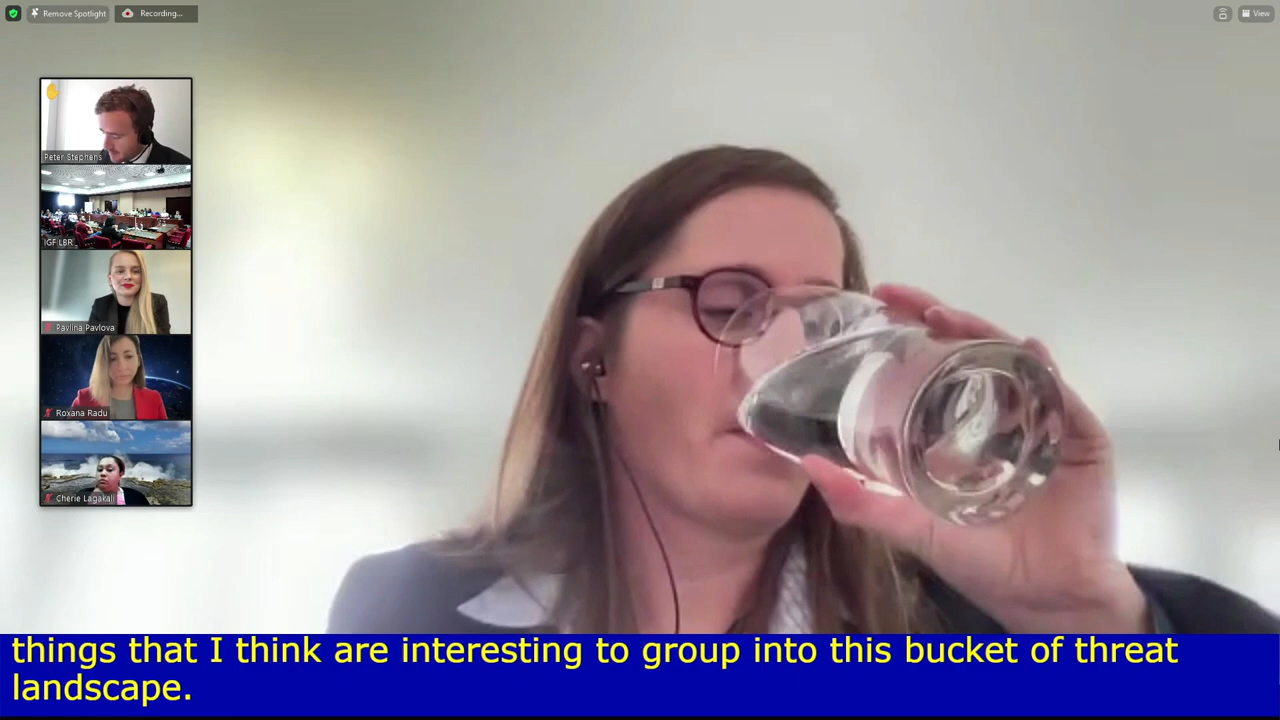 Remove Spotlight
Recording...
View
Peter Stephens
IGF LBR
Pavlina Pavlova
Roxana Radu
Cherie Lagakali
things that I think are interesting to group into this bucket of threat
landscape.